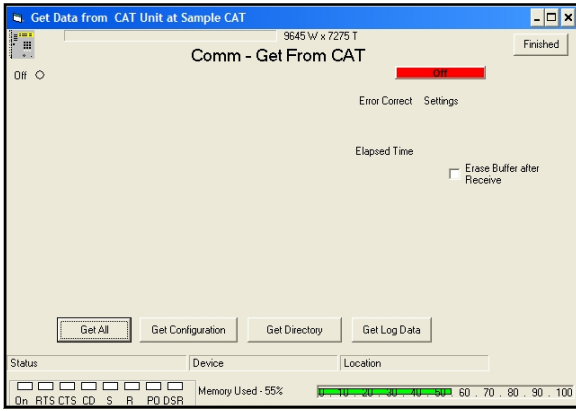 Get Data from CAT Unit at Sample CAT
9645 W x 7275 T
Comm - Get From CAT
Finished
Off
Off
Error Correct Settings
Elapsed Time
Erase Buffer after
Receive
Get All Get Configuration Get Directory Get Log Data
Status Device Location
On RTS CTS CD S R PO DSR
Memory Used - 55%
0 . 10 . 20 . 30 . 40 . 50 . 60 . 70 . 80 . 90 . 100